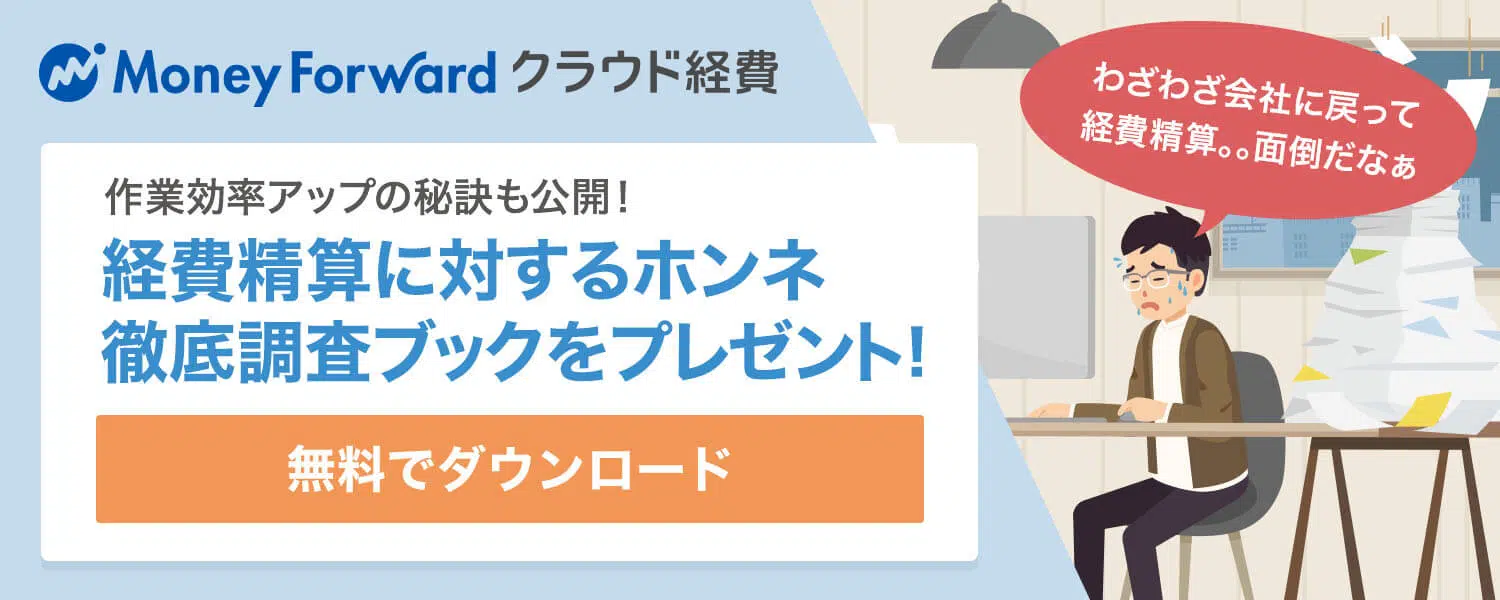 Money Forward クラウド経費
わざわざ会社に戻って
経費精算。。面倒だなぁ
作業効率アップの秘訣も公開!
経費精算に対するホンネ
徹底調査ブックをプレゼント!
無料でダウンロード